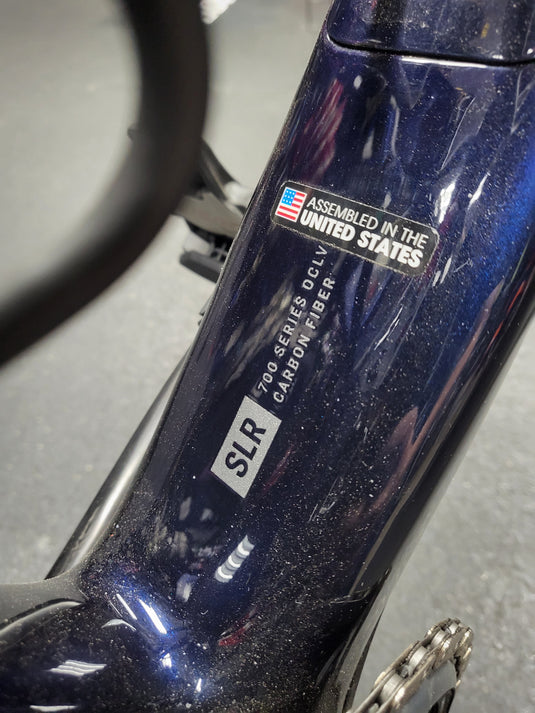 ASSEMBLED IN THE
UNITED STATES
700 SERIES OCLV
CARBON FIBER
SLR